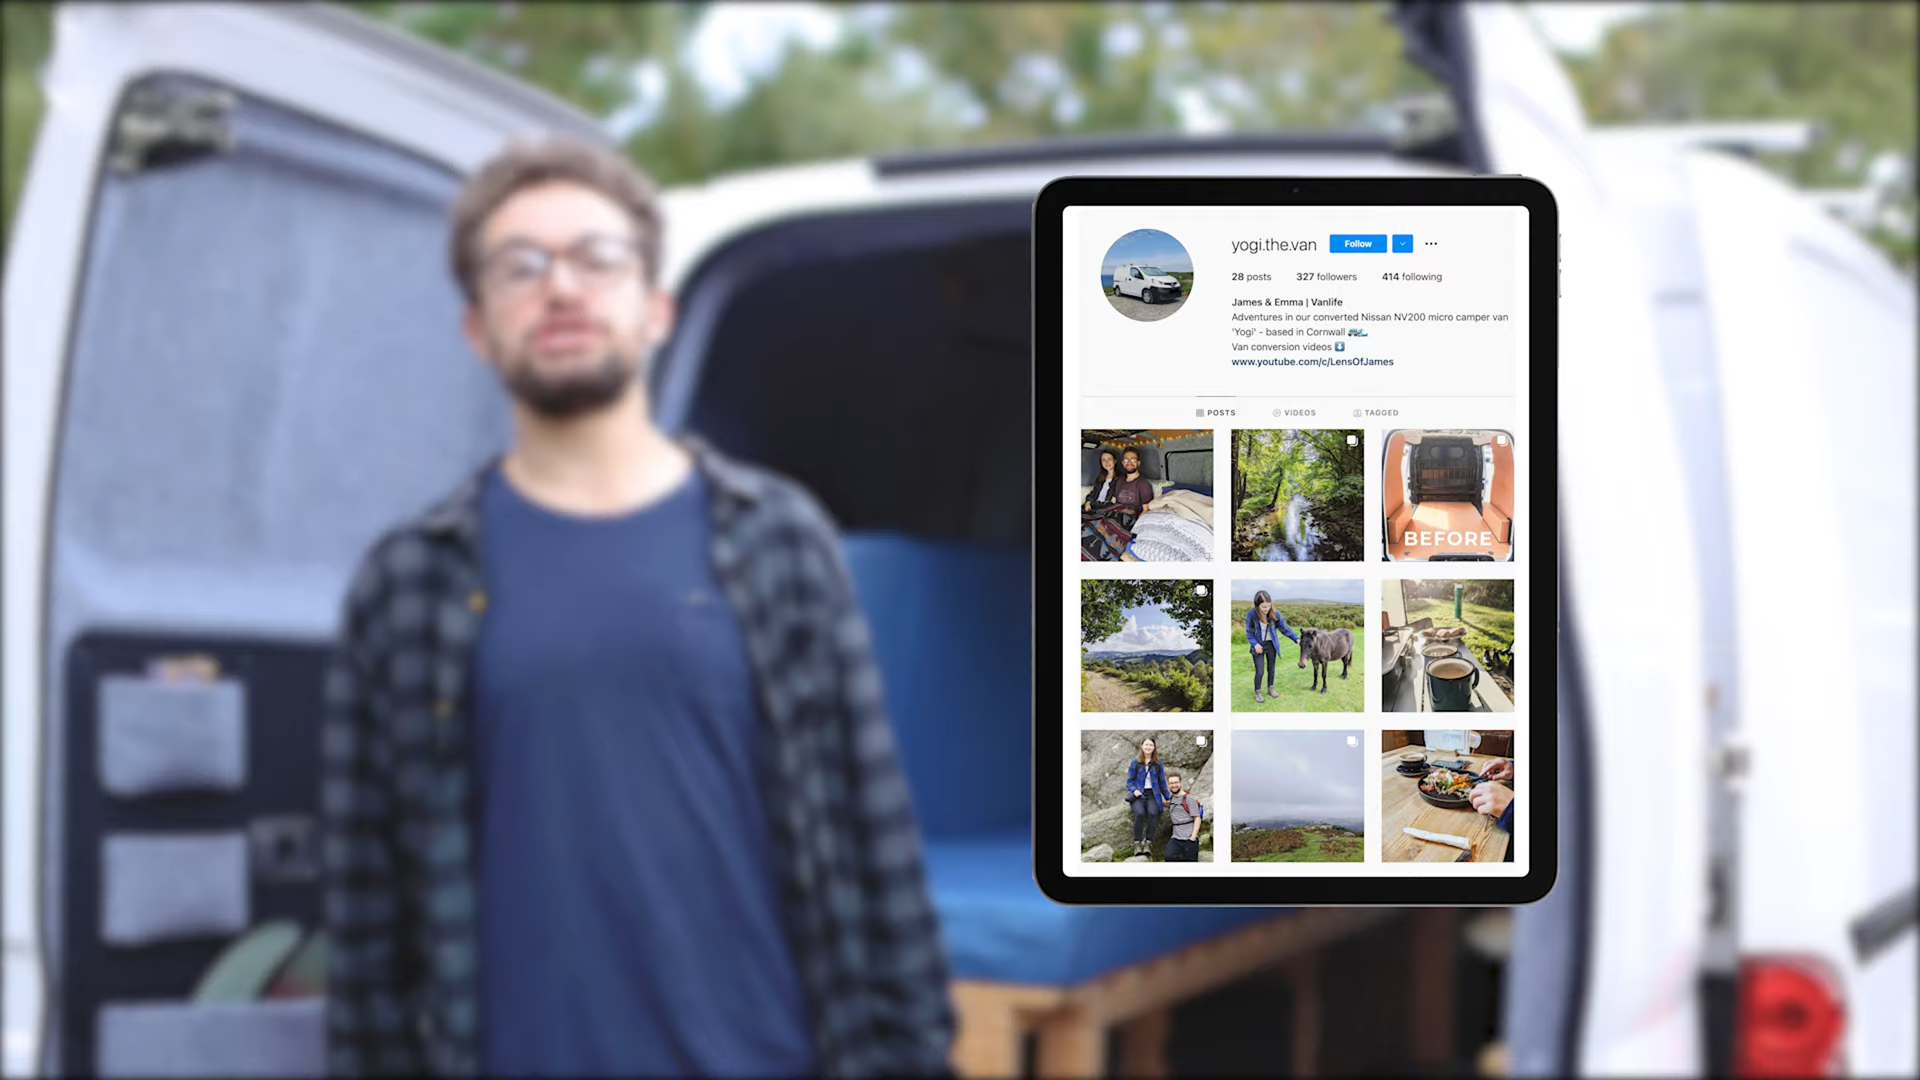 yogi.the.van Follow
28 posts 327 followers 414 following
James & Emma | Vanlife
Adventures in our converted Nissan NV200 micro camper van
'Yogi' - based in Cornwall
Van conversion videos
www.youtube.com/c/LensOfJames
POSTS VIDEOS TAGGED
BEFORE